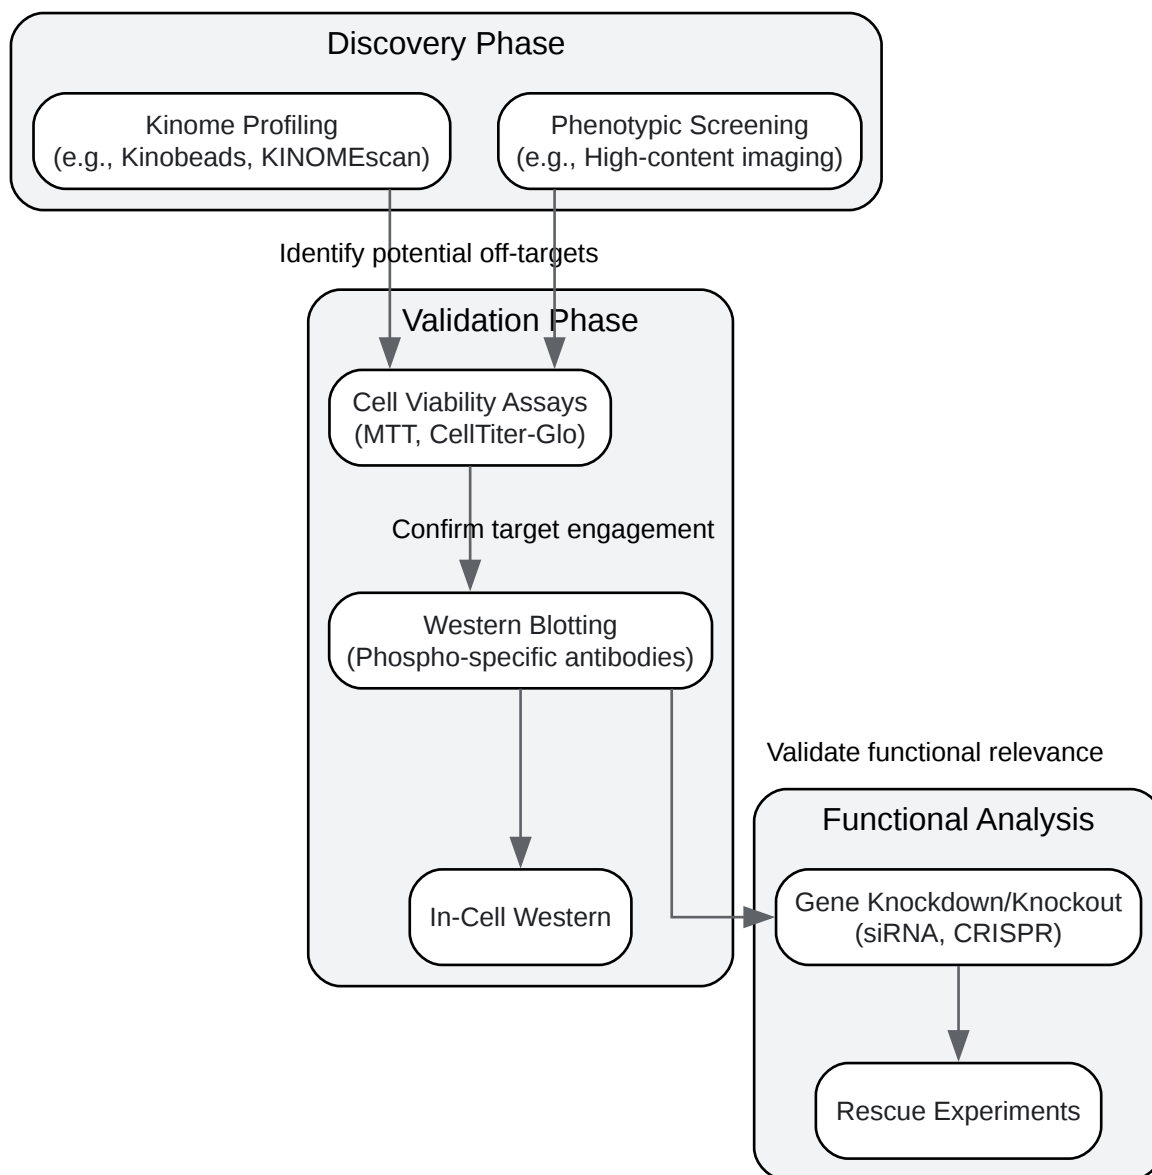 Discovery Phase
Kinome Profiling
(e.g., Kinobeads, KINOMEscan)
Phenotypic Screening
(e.g., High-content imaging)
Identify potential off-targets
Validation Phase
Cell Viability Assays
(MTT, CellTiter-Glo)
Confirm target engagement
Western Blotting
(Phospho-specific antibodies)
In-Cell Western
Validate functional relevance
Functional Analysis
Gene Knockdown/Knockout
(siRNA, CRISPR)
Rescue Experiments